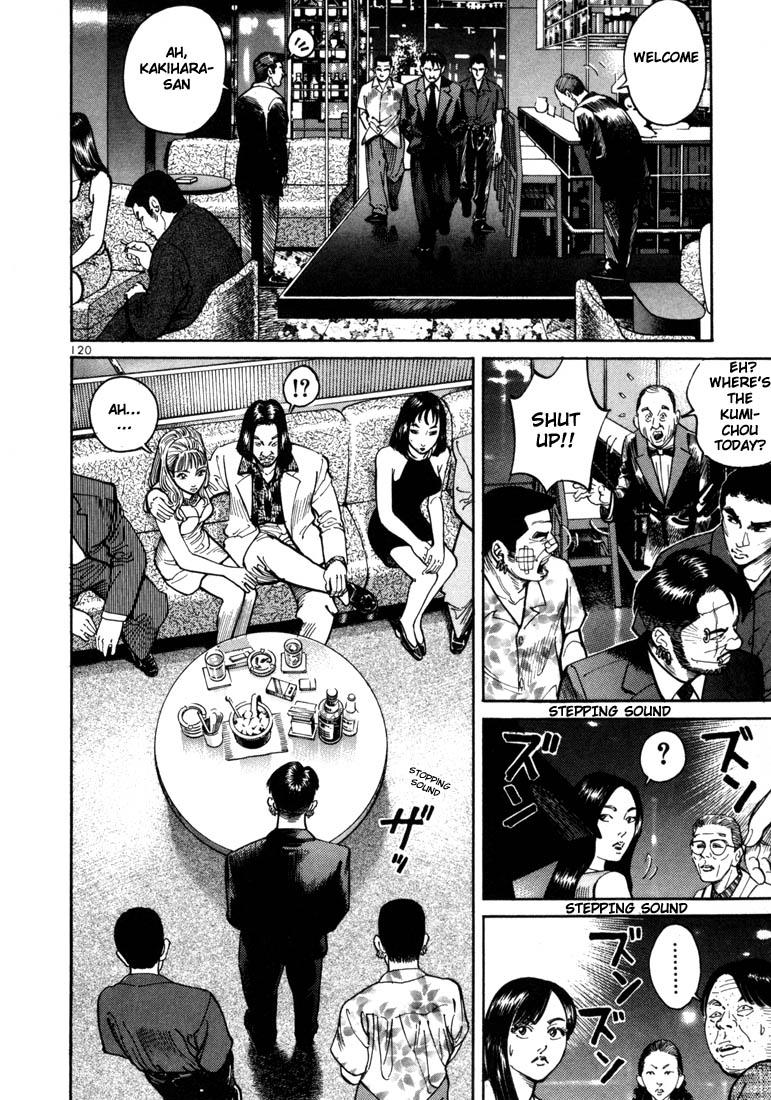 WELCOME
AH,
KAKIHARA-
SAN
120
EH?
WHERE'S
THE
KUMI-
CHOU
TODAY?
SHUT
UP!!
STEPPING SOUND
ズン
?
ズン
STEPPING SOUND
ズン
.......
ズン
!?
AH...
...
STOPPING
SOUND
ザッ